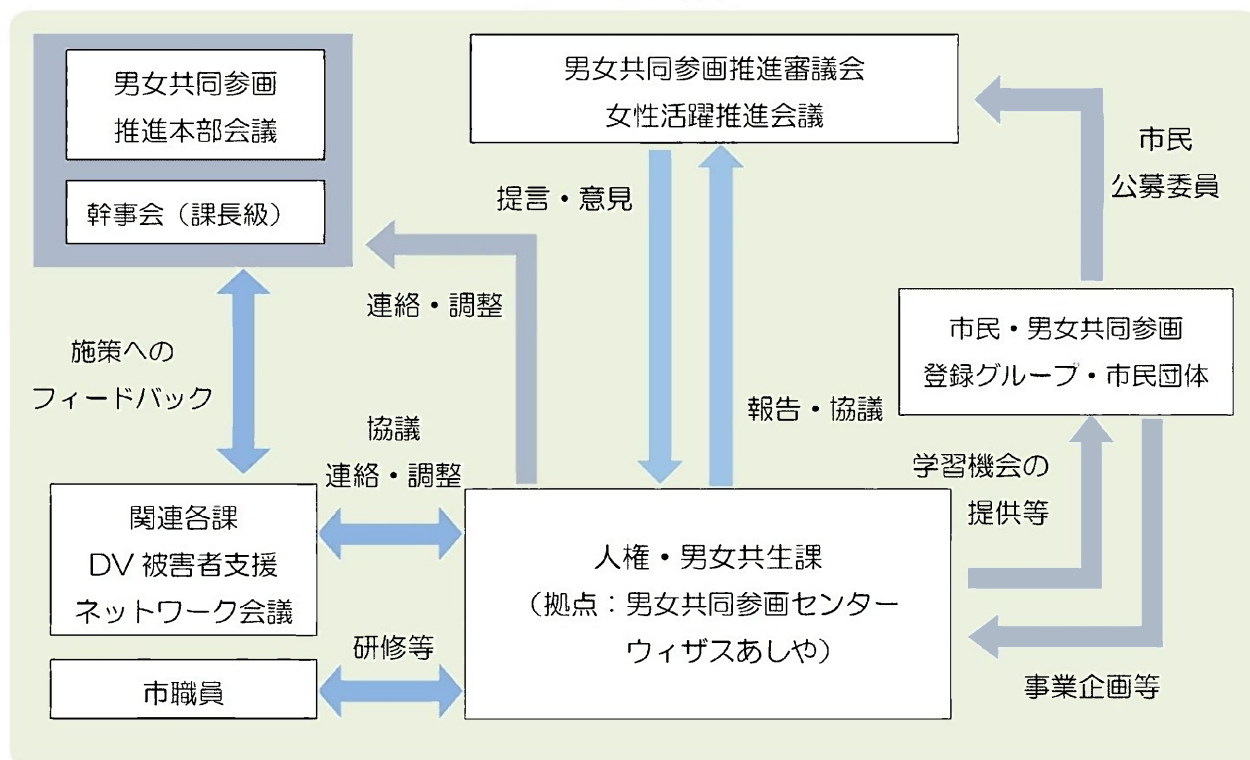 男女共同参画
推進本部会議
幹事会（課長級）
男女共同参画推進審議会
女性活躍推進会議
市民
公募委員
提言・意見
連絡・調整
市民・男女共同参画
登録グループ・市民団体
施策への
フィードバック
報告・協議
協議
連絡・調整
学習機会の
提供等
関連各課
DV 被害者支援
ネットワーク会議
人権・男女共生課
（拠点：男女共同参画センター
ウィザスあしや）
研修等
市職員
事業企画等